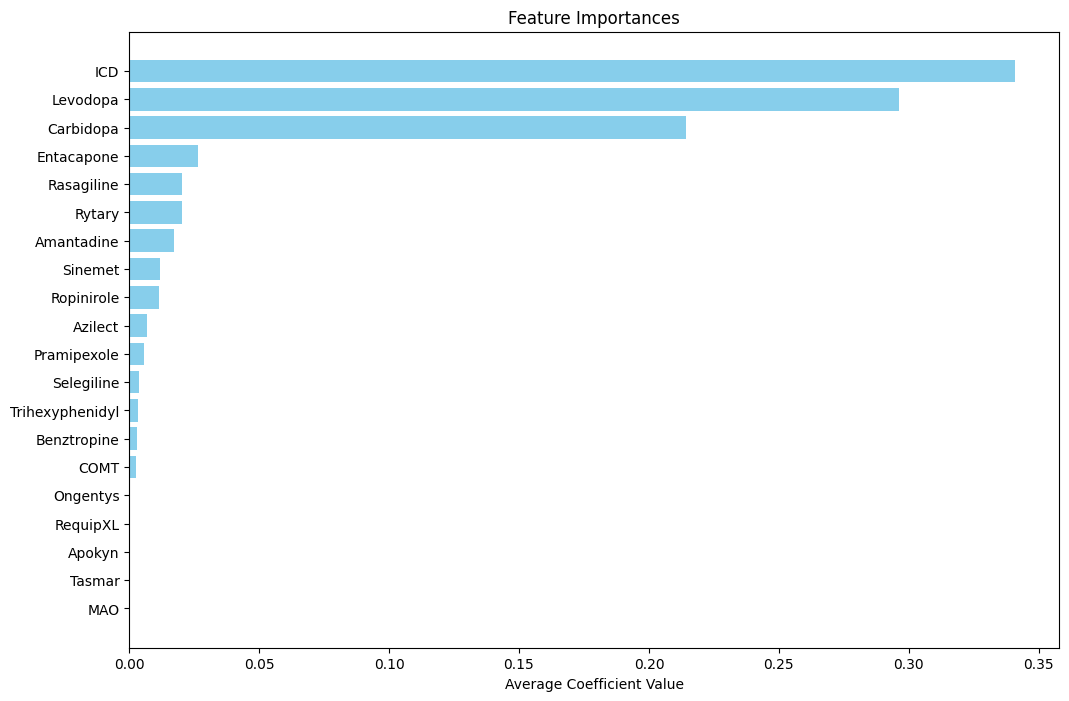 Feature Importances
ICD
Levodopa
Carbidopa
Entacapone
Rasagiline
Rytary
Amantadine
Sinemet
Ropinirole
Azilect
Pramipexole
Selegiline
Trihexyphenidyl
Benztropine
COMT
Ongentys
RequipXL
Apokyn
Tasmar
MAO
0.00 0.05 0.10 0.15 0.20 0.25 0.30 0.35
Average Coefficient Value